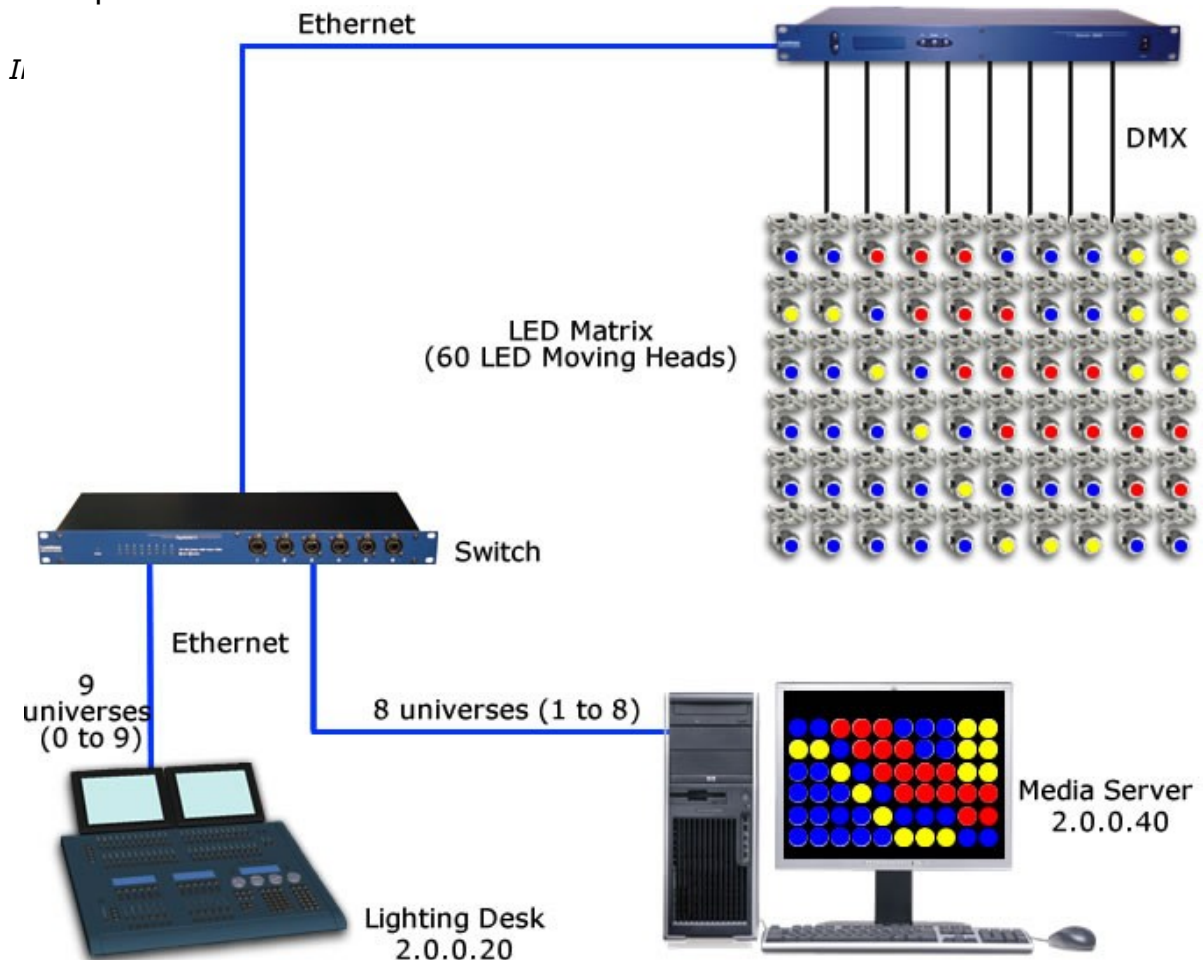 Ethernet
DMX
LED Matrix
(60 LED Moving Heads)
Switch
Ethernet
9
universes
(0 to 9)
8 universes (1 to 8)
Media Server
2.0.0.40
Lighting Desk
2.0.0.20